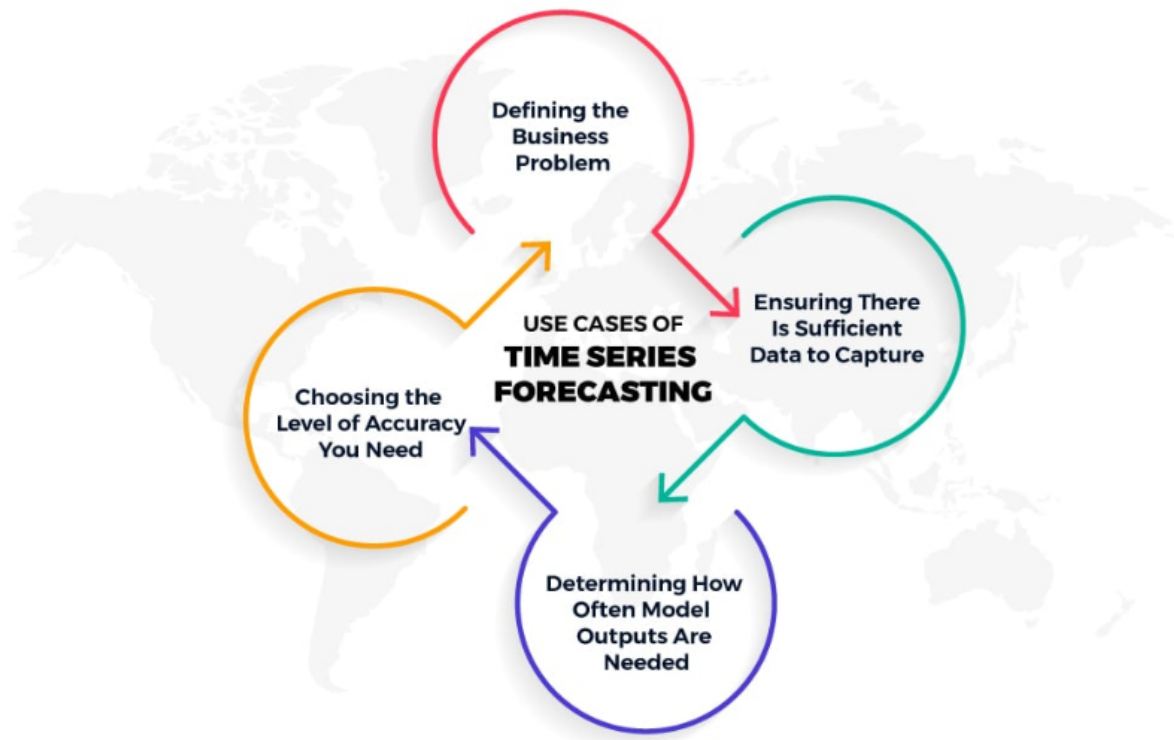 Defining the
Business
Problem
Ensuring There
Is Sufficient
Data to Capture
USE CASES OF
TIME SERIES
FORECASTING
Choosing the
Level of Accuracy
You Need
Determining How
Often Model
Outputs Are
Needed